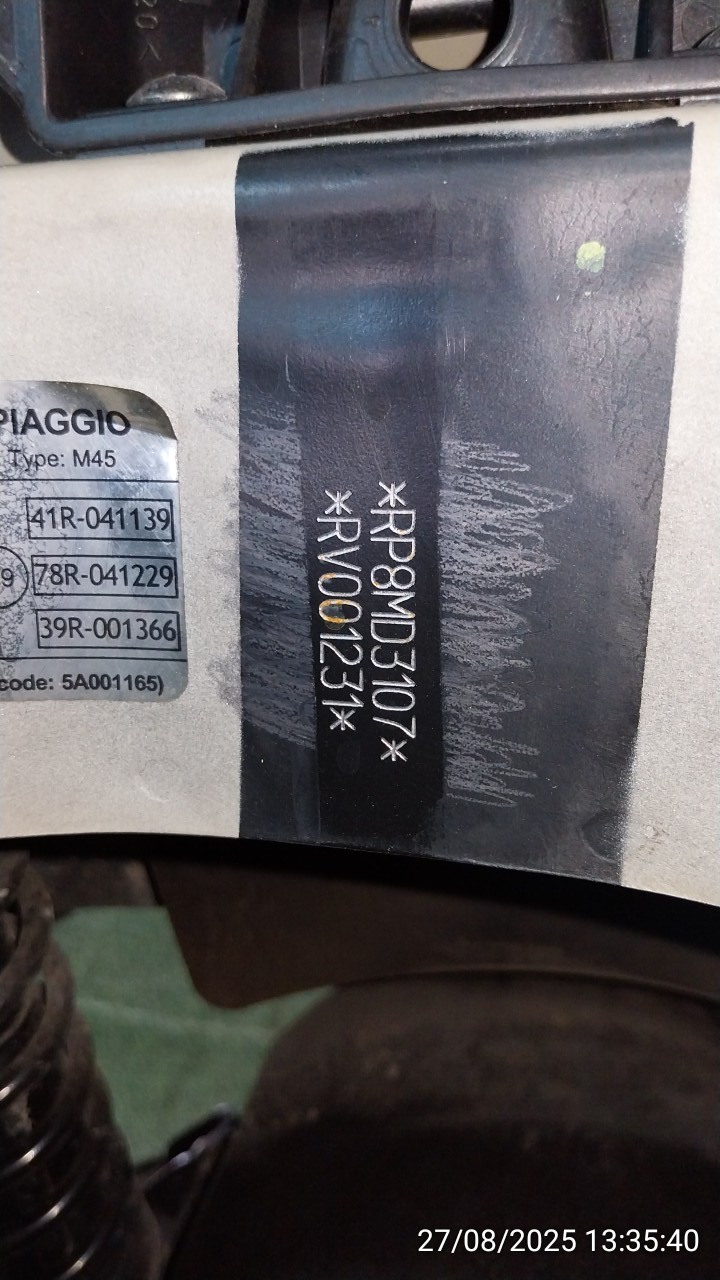 PIAGGIO
Type: M45
41R-041139
9
78R-041229
39R-001366
code: 5A001165)
*RP8MD3107*
*RV001231*
27/08/2025 13:35:40